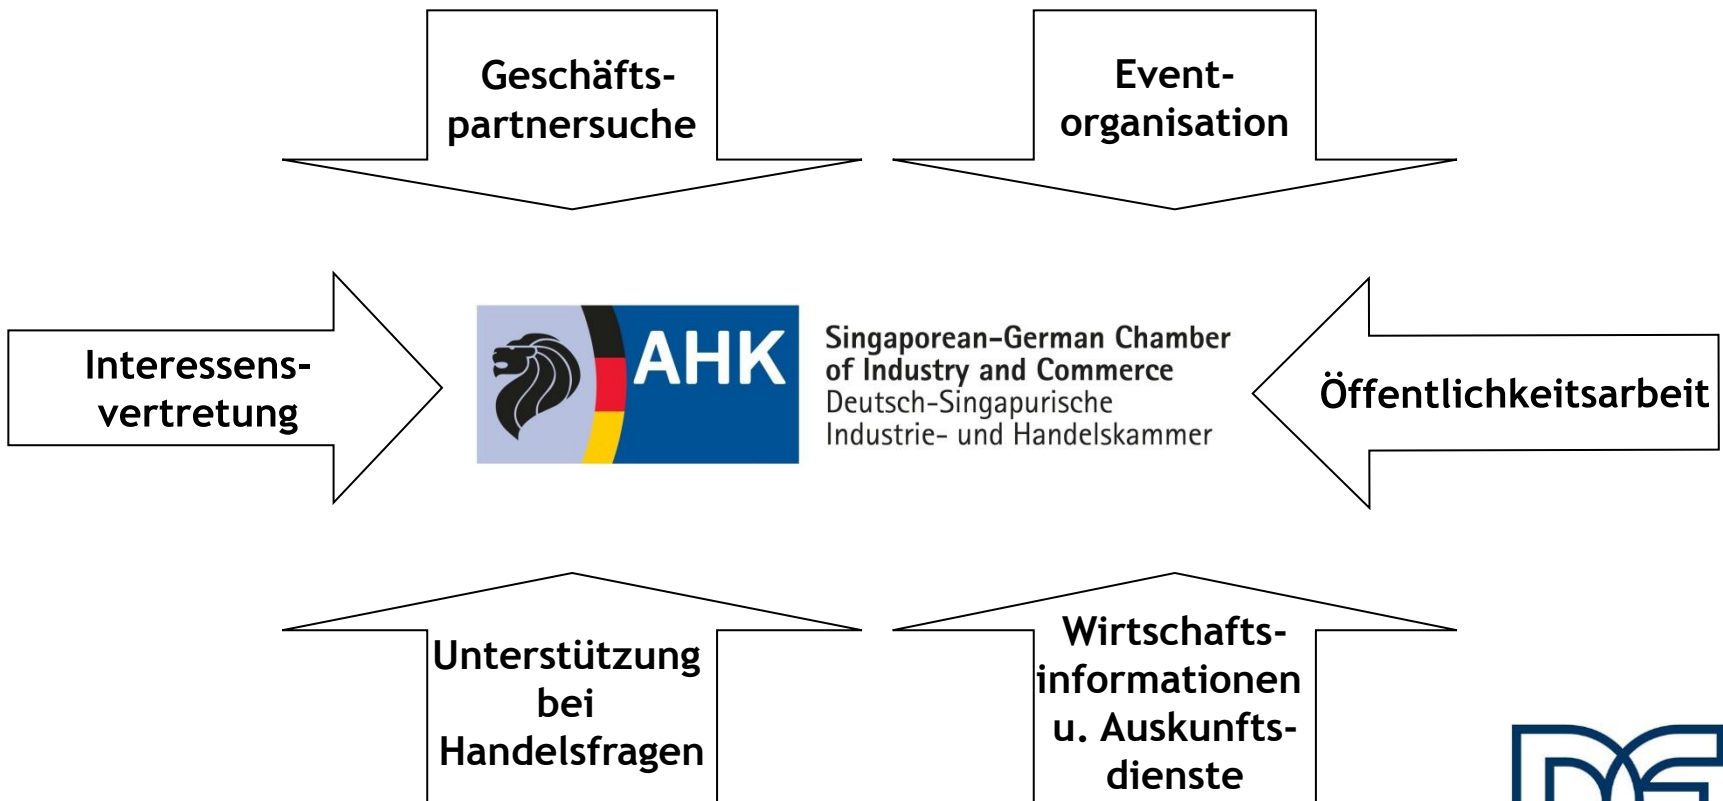 Geschäfts-
partnersuche
Event-
organisation
Interessens-
vertretung
AHK
Singaporean-German Chamber
of Industry and Commerce
Deutsch-Singapurische
Industrie- und Handelskammer
Öffentlichkeitsarbeit
Unterstützung
bei
Handelsfragen
Wirtschafts-
informationen
u. Auskunfts-
dienste